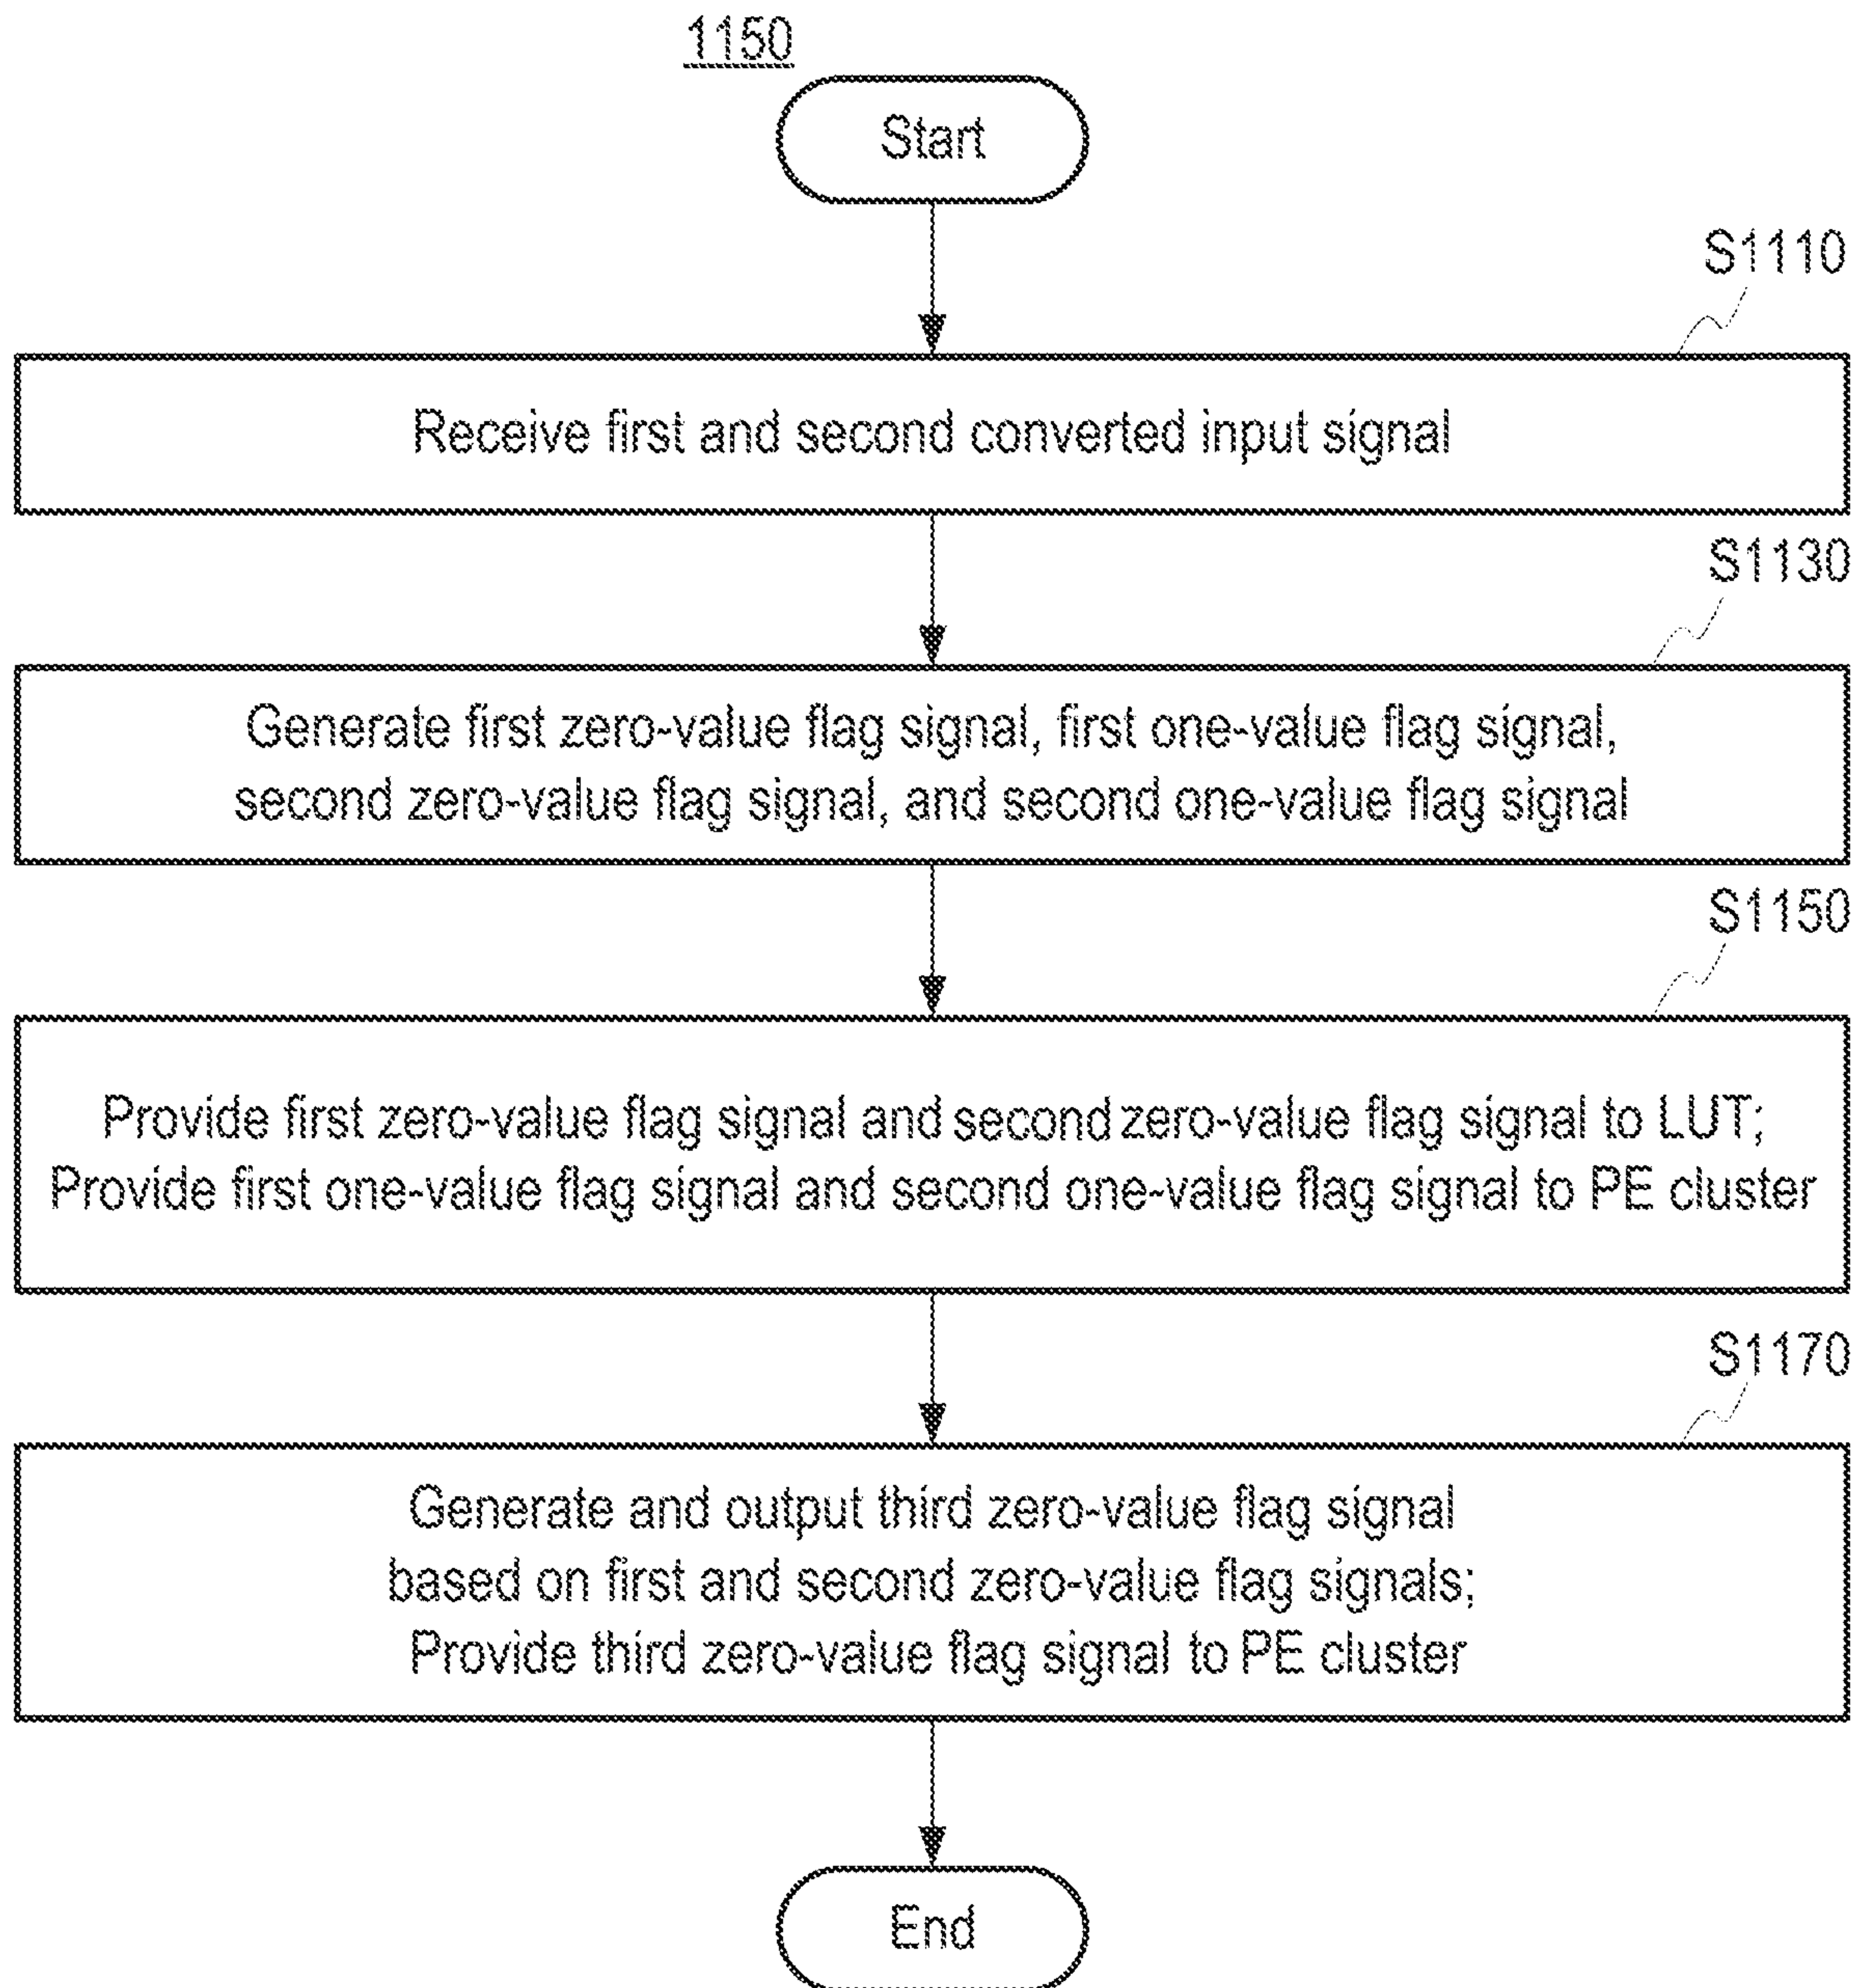 1150
Start
S1110
Receive first and second converted input signal
S1130
Generate first zero-value flag signal, first one-value flag signal,
second zero-value flag signal, and second one-value flag signal
S1150
Provide first zero-value flag signal and second zero-value flag signal to LUT;
Provide first one-value flag signal and second one-value flag signal to PE cluster
S1170
Generate and output third zero-value flag signal
based on first and second zero-value flag signals;
Provide third zero-value flag signal to PE cluster
End